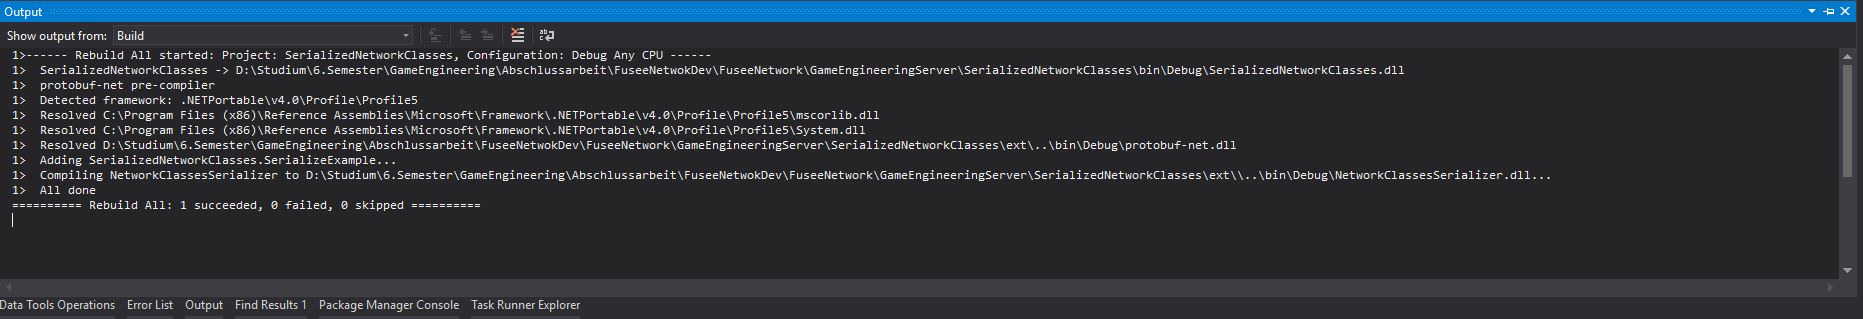 Output
Show output from: Build
1>------ Rebuild All started: Project: SerializedNetworkClasses, Configuration: Debug Any CPU ------
1>  SerializedNetworkClasses -> D:\Studium\6.Semester\GameEngineering\Abschlussarbeit\FuseeNetwokDev\FuseeNetwork\GameEngineeringServer\SerializedNetworkClasses\bin\Debug\SerializedNetworkClasses.dll
1>  protobuf-net pre-compiler
1>  Detected framework: .NETPortable\v4.0\Profile\Profile5
1>  Resolved C:\Program Files (x86)\Reference Assemblies\Microsoft\Framework\.NETPortable\v4.0\Profile\Profile5\mscorlib.dll
1>  Resolved C:\Program Files (x86)\Reference Assemblies\Microsoft\Framework\.NETPortable\v4.0\Profile\Profile5\System.dll
1>  Resolved D:\Studium\6.Semester\GameEngineering\Abschlussarbeit\FuseeNetwokDev\FuseeNetwork\GameEngineeringServer\SerializedNetworkClasses\ext\..\bin\Debug\protobuf-net.dll
1>  Adding SerializedNetworkClasses.SerializeExample...
1>  Compiling NetworkClassesSerializer to D:\Studium\6.Semester\GameEngineering\Abschlussarbeit\FuseeNetwokDev\FuseeNetwork\GameEngineeringServer\SerializedNetworkClasses\ext\\..\bin\Debug\NetworkClassesSerializer.dll...
1>  All done
========== Rebuild All: 1 succeeded, 0 failed, 0 skipped ==========
Data Tools Operations Error List Output Find Results 1 Package Manager Console Task Runner Explorer